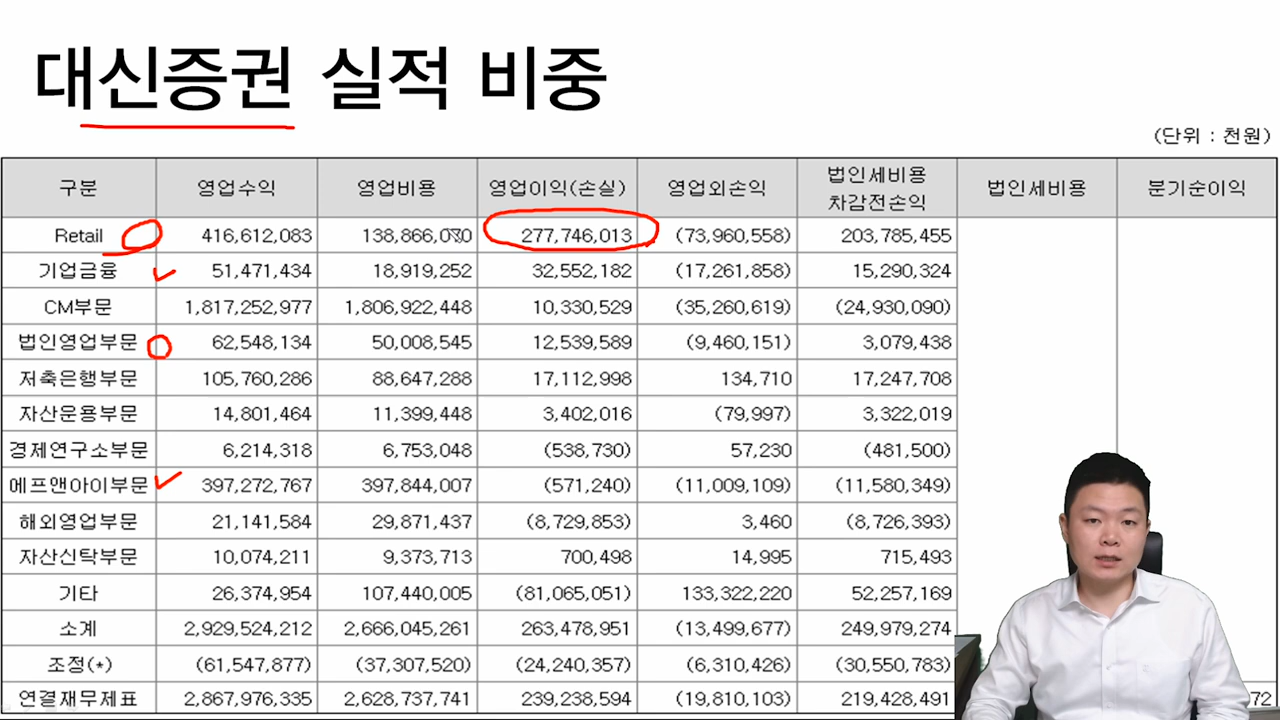 대신증권 실적 비중
(단위 : 천원)
구분 영업수익 영업비용 영업이익(손실) 영업외손익 법인세비용 차감전손익 법인세비용 분기순이익
Retail 416,612,083 138,866,070 277,746,013 (73,960,558) 203,785,455
기업금융 51,471,434 18,919,252 32,552,182 (17,261,858) 15,290,324
CM부문 1,817,252,977 1,806,922,448 10,330,529 (35,260,619) (24,930,090)
법인영업부문 62,548,134 50,008,545 12,539,589 (9,460,151) 3,079,438
저축은행부문 105,760,286 88,647,288 17,112,998 134,710 17,247,708
자산운용부문 14,801,464 11,399,448 3,402,016 (79,997) 3,322,019
경제연구소부문 6,214,318 6,753,048 (538,730) 57,230 (481,500)
에프앤아이부문 397,272,767 397,844,007 (571,240) (11,009,109) (11,580,349)
해외영업부문 21,141,584 29,871,437 (8,729,853) 3,460 (8,726,393)
자산신탁부문 10,074,211 9,373,713 700,498 14,995 715,493
기타 26,374,954 107,440,005 (81,065,051) 133,322,220 52,257,169
소계 2,929,524,212 2,666,045,261 263,478,951 (13,499,677) 249,979,274
조정(*) (61,547,877) (37,307,520) (24,240,357) (6,310,426) (30,550,783)
연결재무제표 2,867,976,335 2,628,737,741 239,238,594 (19,810,103) 219,428,491 72